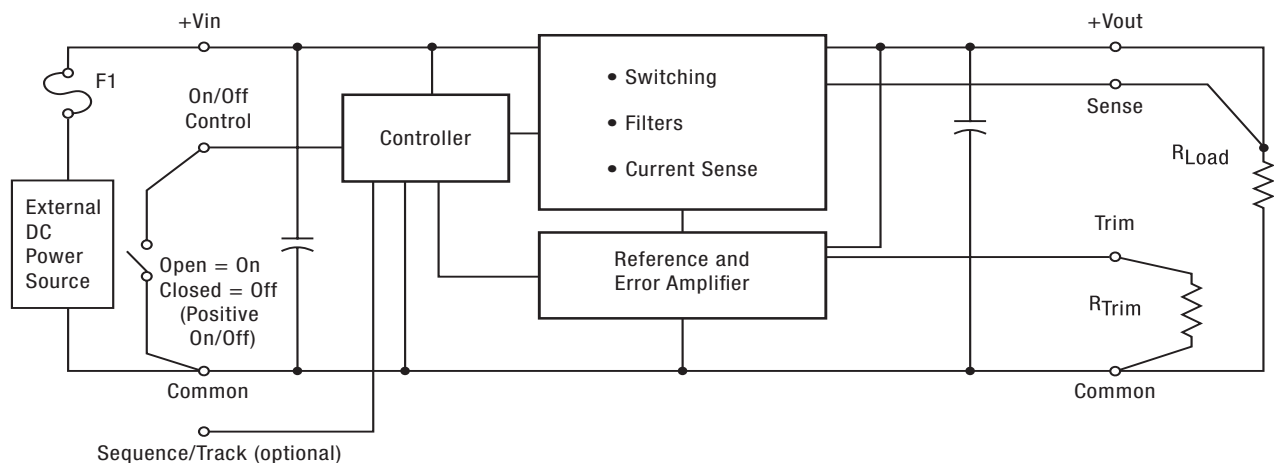 +Vin
+Vout
F1
On/Off
Control
Controller
• Switching
• Filters
• Current Sense
Sense
RLoad
External
DC
Power
Source
Open = On
Closed = Off
(Positive
On/Off)
Reference and
Error Amplifier
Trim
RTrim
Common
Common
Sequence/Track (optional)